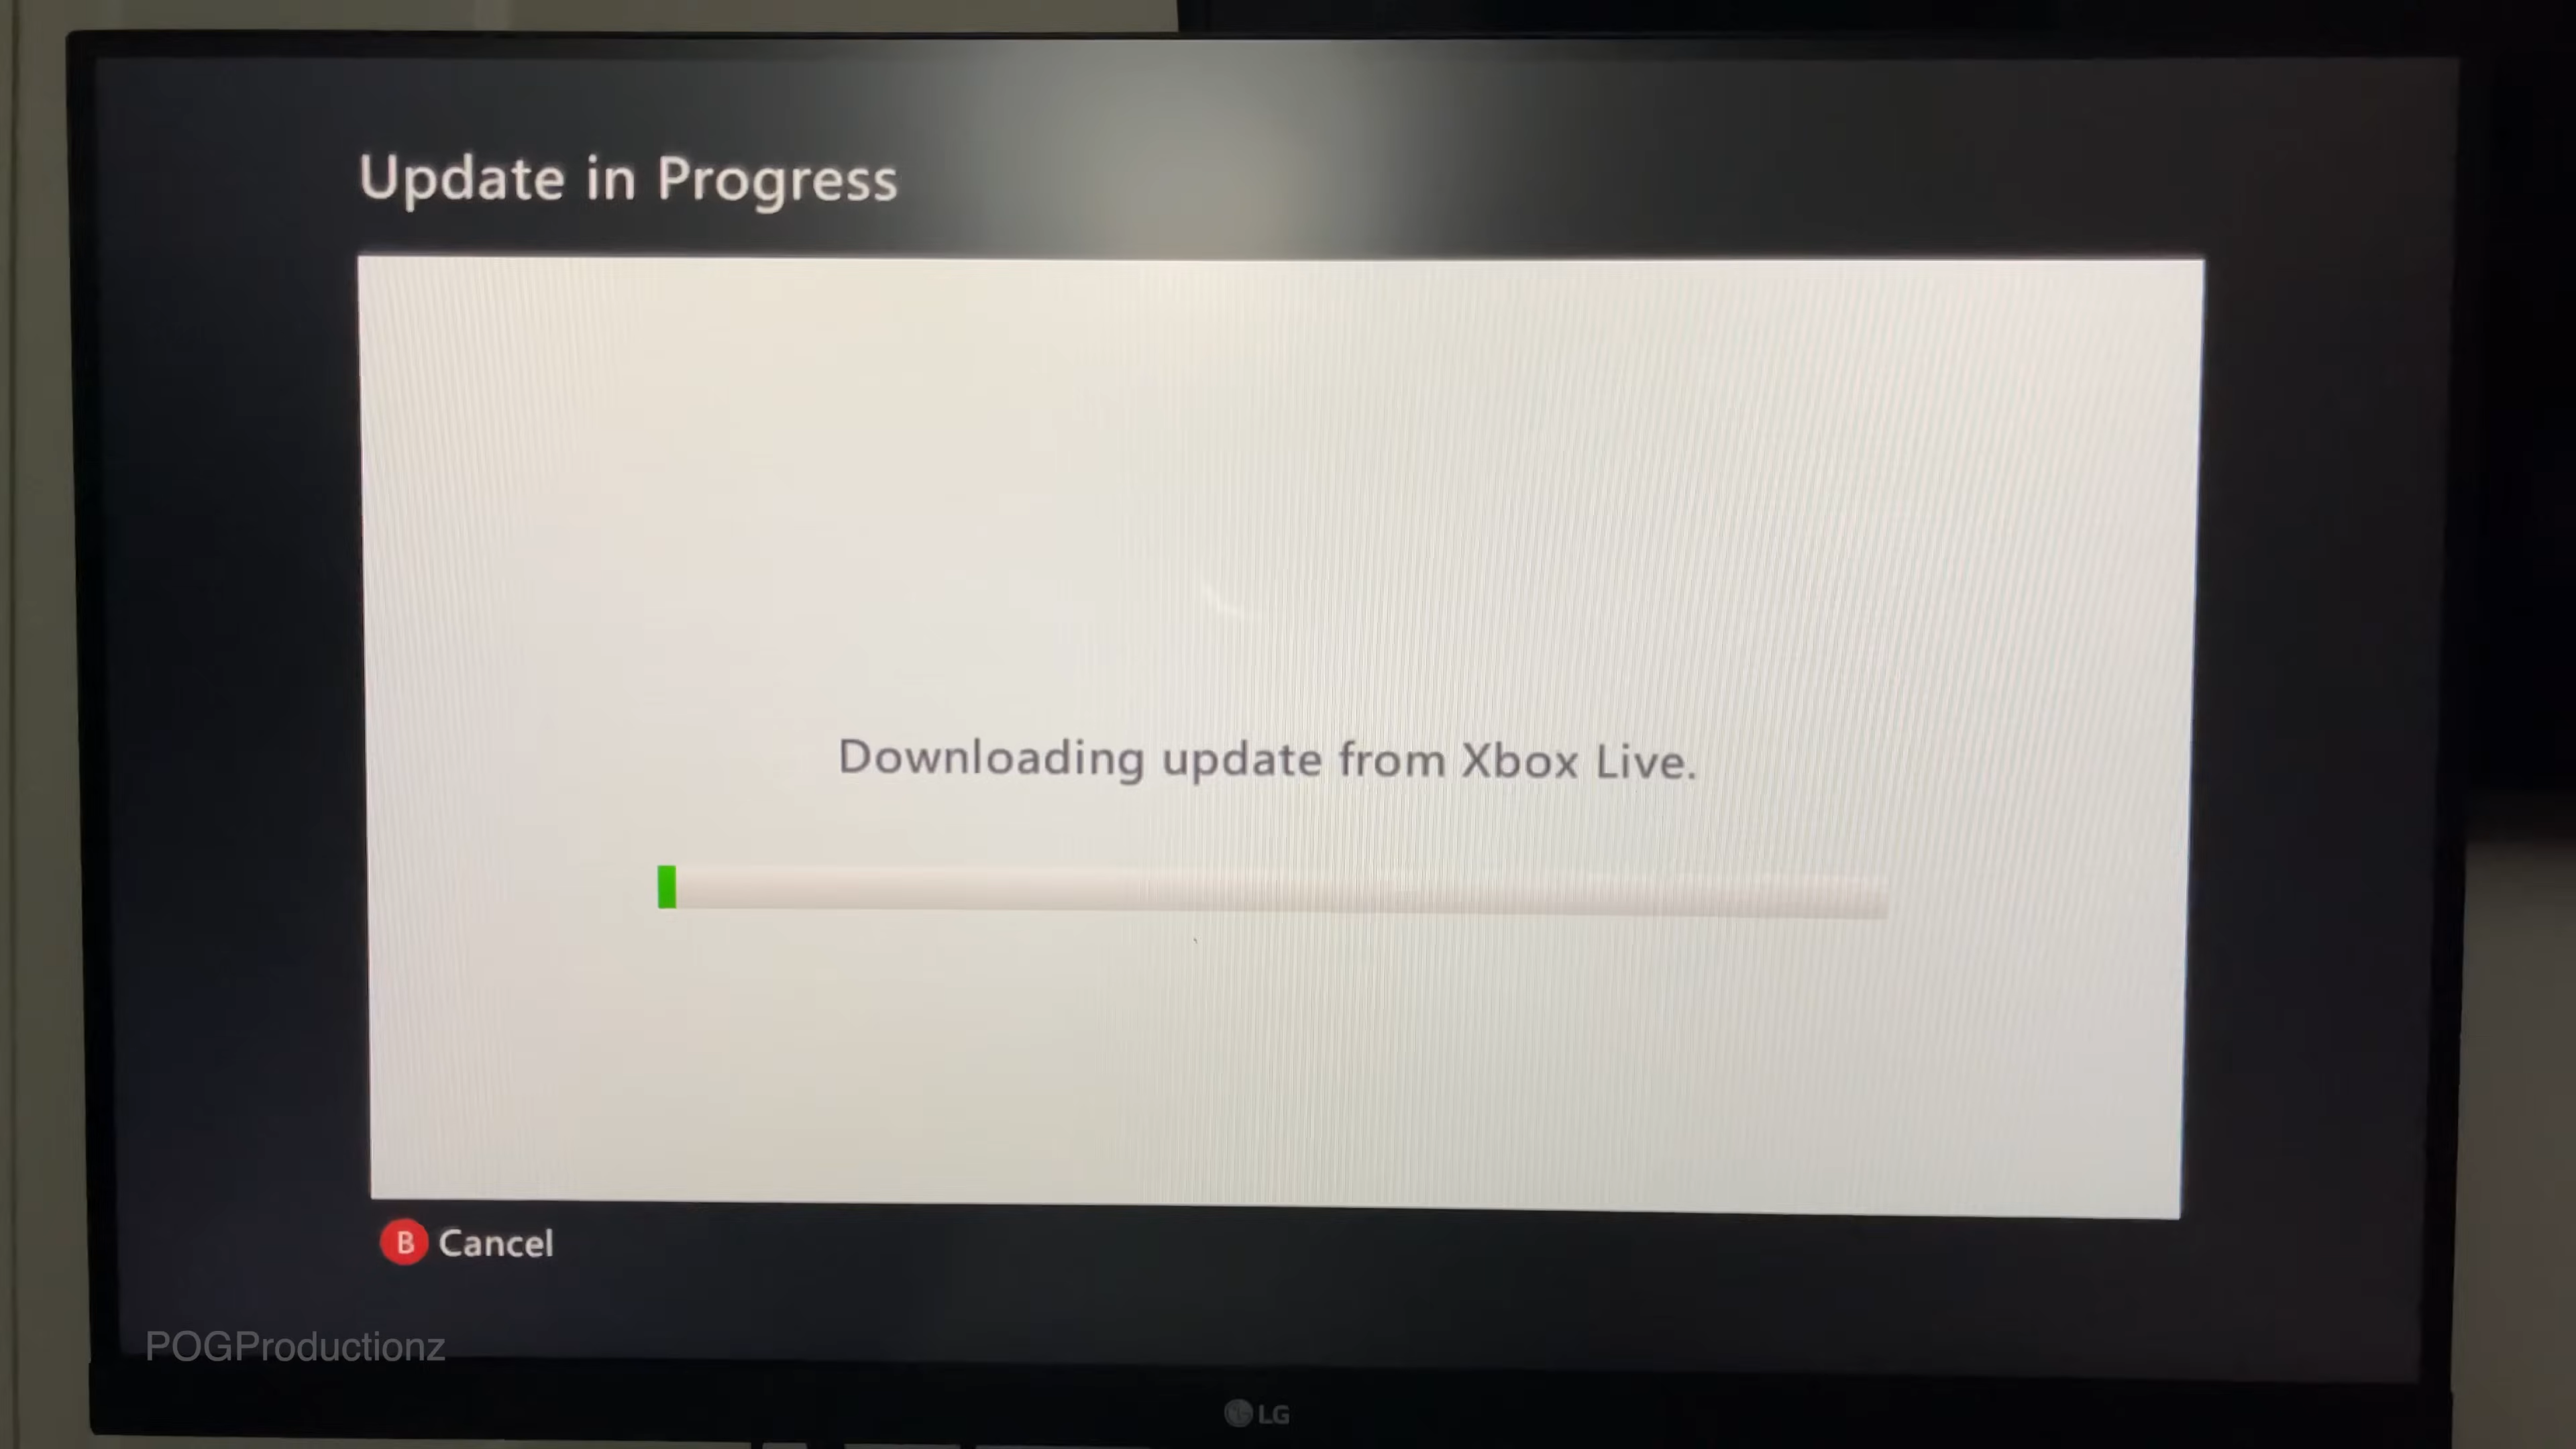 Update in Progress
Downloading update from Xbox Live.
B Cancel
POGProductionz
LG